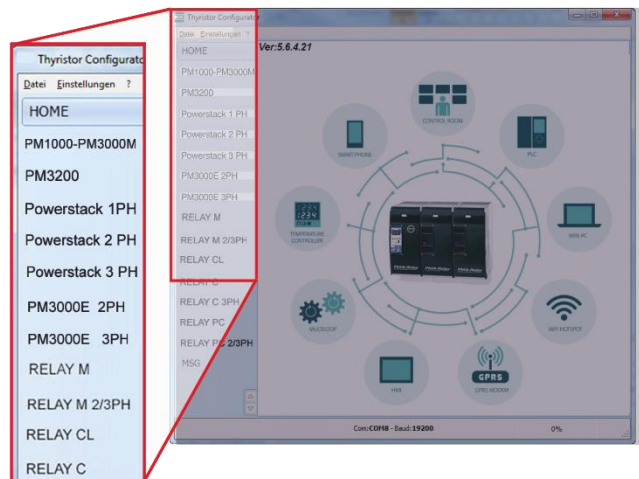 Thyristor Configurato
Datei Einstellungen ?
HOME
PM1000-PM3000M
PM3200
Powerstack 1PH
Powerstack 2 PH
Powerstack 3 PH
PM3000E 2PH
PM3000E 3PH
RELAY M
RELAY M 2/3PH
RELAY CL
RELAY C
Thyristor Configurator
Datei Einstellungen ?
HOME
Ver:5.6.4.21
PM1000-PM3000M
PM3200
Powerstack 1 PH
Powerstack 2 PH
Powerstack 3 PH
PM3000E 2PH
PM3000E 3PH
RELAY M
RELAY M 2/3PH
RELAY CL
RELAY C
RELAY C 3PH
RELAY PC
RELAY PC 2/3PH
MSG
CONTROL ROOM
SMARTPHONE
PLC
TEMPERATURE
CONTROLLER
WEB PC
MULTILOOP
WIFI HOTSPOT
HMI
GPRS
GPRS MODEM
Com:COM8 - Baud:19200
0%